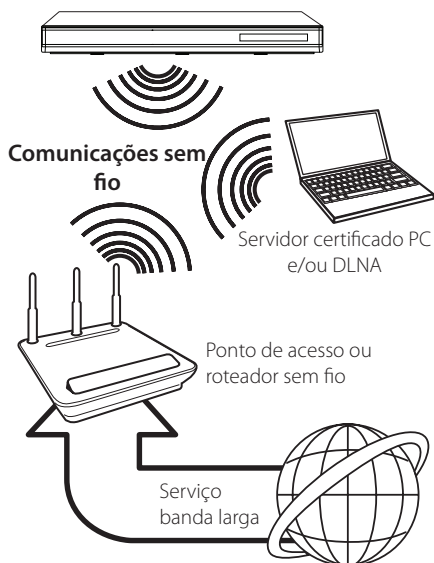 Comunicações sem
fio
Servidor certificado PC
e/ou DLNA
Ponto de acesso ou
roteador sem fio
Serviço
banda larga